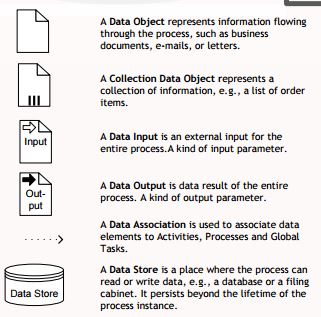 A Data Object represents information flowing
through the process, such as business
documents, e-mails, or letters.
A Collection Data Object represents a
collection of information, e.g., a list of order
items.
Input
A Data Input is an external input for the
entire process.A kind of input parameter.
Out-
put
A Data Output is data result of the entire
process. A kind of output parameter.
A Data Association is used to associate data
elements to Activities, Processes and Global
Tasks.
Data Store
A Data Store is a place where the process can
read or write data, e.g., a database or a filing
cabinet. It persists beyond the lifetime of the
process instance.